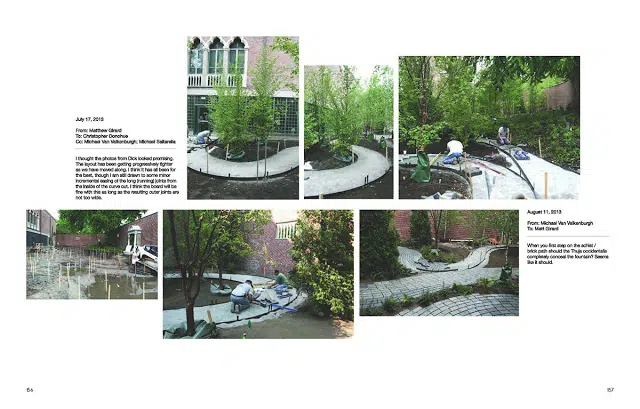 July 17, 2013
From: Matthew Girard
To: Christopher Donohue
Cc: Michael Van Valkenburgh; Michael Saltarella
I thought the photos from Dick looked promising.
The layout has been getting progressively tighter
as we have moved along. I think it has all been for
the best, though I am still drawn to some minor
incremental easing of the long (running) joints from
the inside of the curve out. I think the board will be
fine with this as long as the resulting outer joints are
not too wide.
August 11, 2013
From: Michael Van Valkenburgh
To: Matt Girard
When you first step on the schist /
brick path should the Thuja occidentalis
completely conceal the fountain? Seems
like it should.
156
157